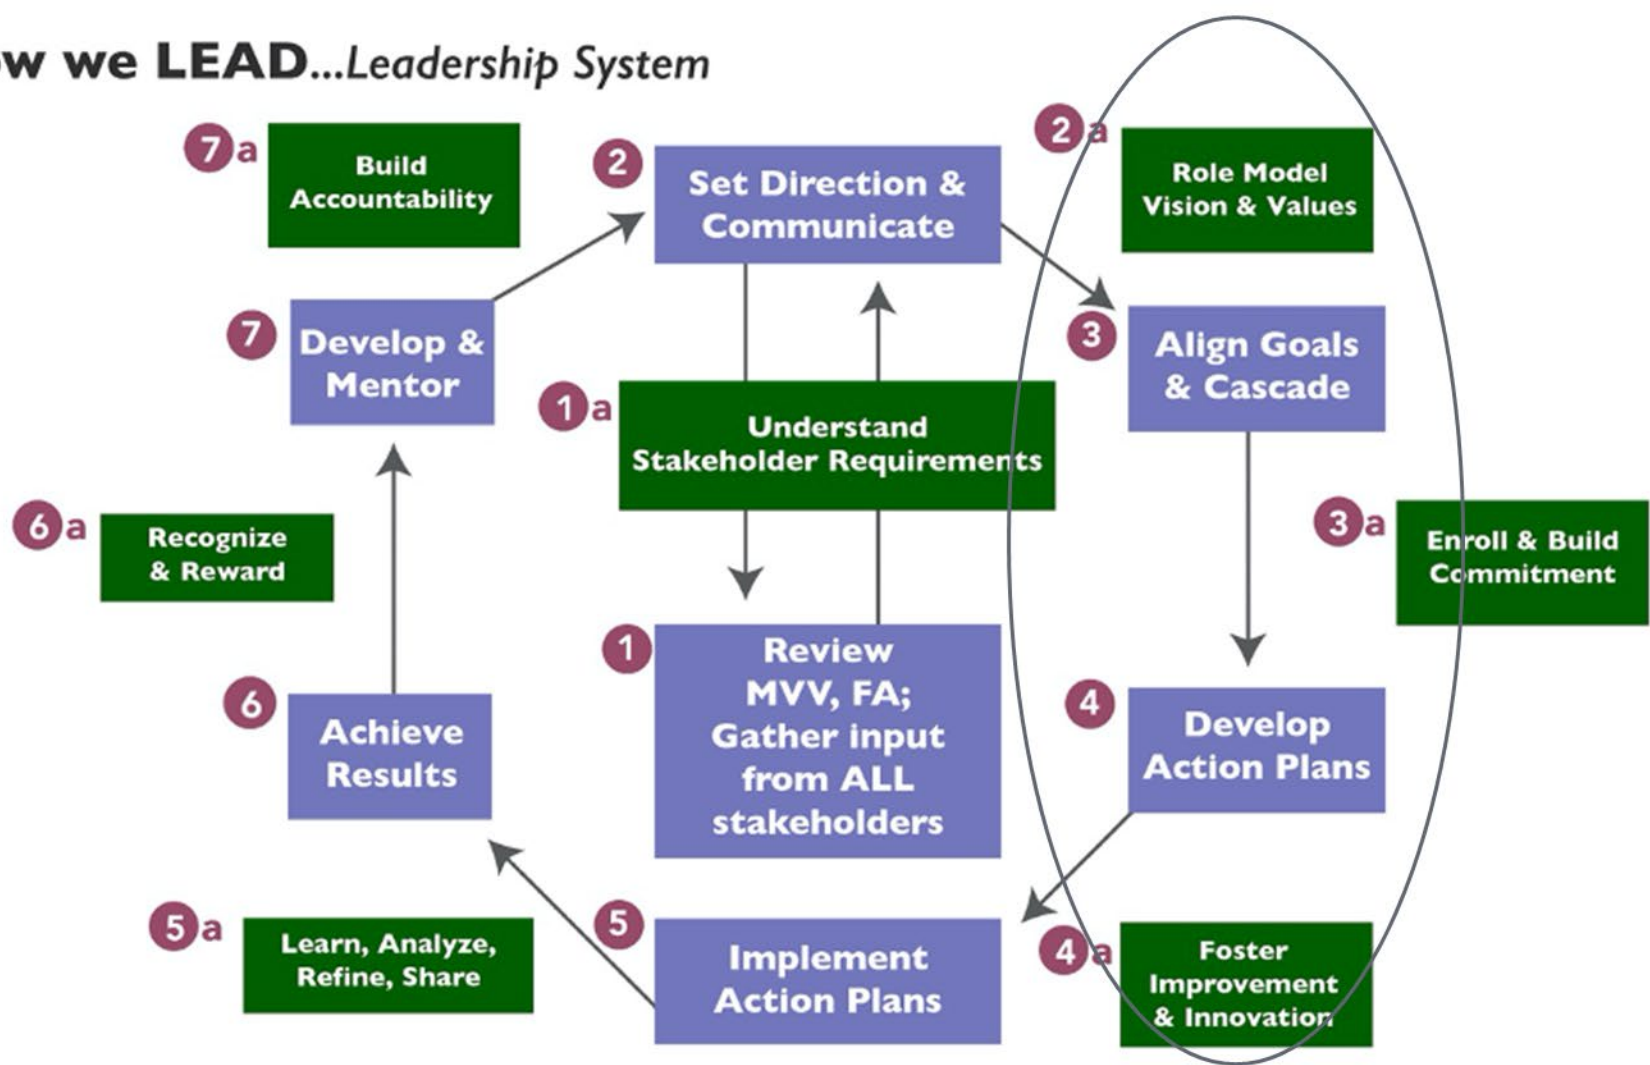 ow we LEAD...Leadership System
7a
Build
Accountability
2
Set Direction &
Communicate
2a
Role Model
Vision & Values
7
Develop &
Mentor
1a
Understand
Stakeholder Requirements
3
Align Goals
& Cascade
6a
Recognize
& Reward
3a
Enroll & Build
Commitment
6
Achieve
Results
1
Review
MVV, FA;
Gather input
from ALL
stakeholders
4
Develop
Action Plans
5a
Learn, Analyze,
Refine, Share
5
Implement
Action Plans
4a
Foster
Improvement
& Innovation